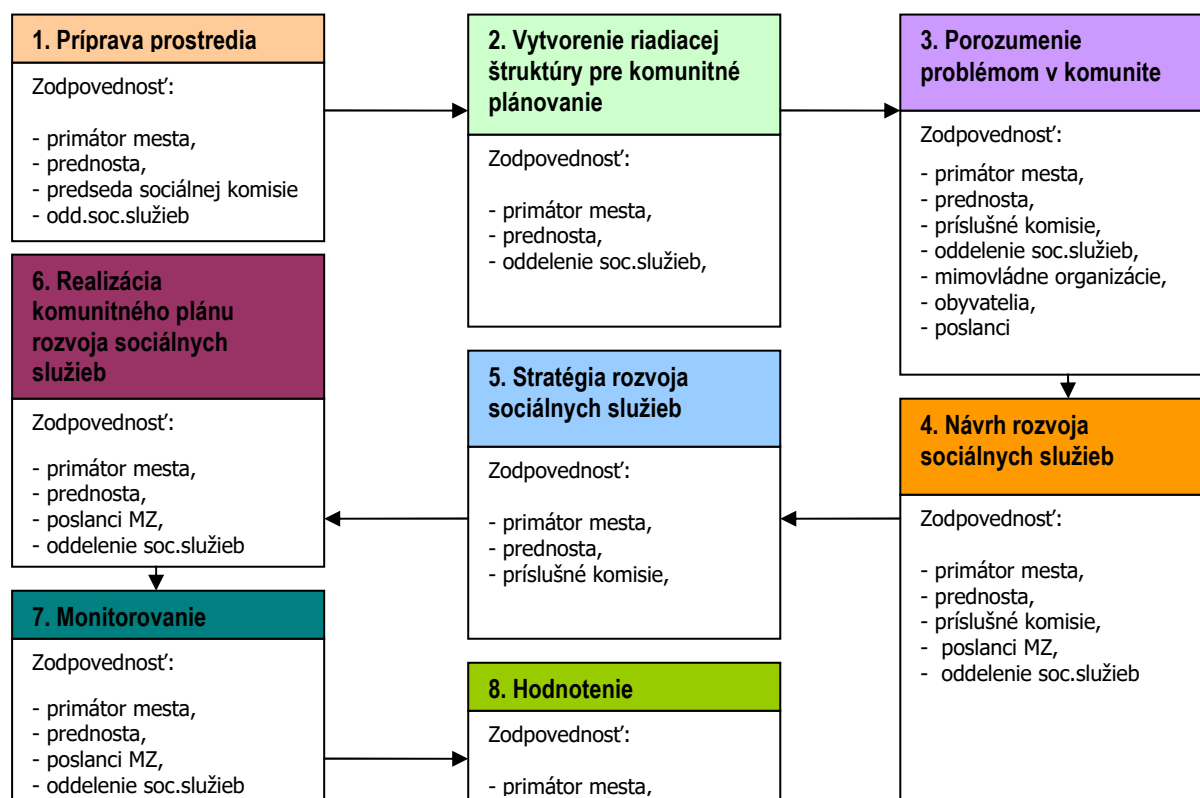 1. Príprava prostredia
Zodpovednosť:
- primátor mesta,
- prednosta,
- predseda sociálnej komisie
- odd.soc.služieb
2. Vytvorenie riadiacej
štruktúry pre komunitné
plánovanie
Zodpovednosť:
- primátor mesta,
- prednosta,
- oddelenie soc.služieb,
3. Porozumenie
problémom v komunite
Zodpovednosť:
- primátor mesta,
- prednosta,
- príslušné komisie,
- oddelenie soc.služieb,
- mimovládne organizácie,
- obyvatelia,
- poslanci
4. Návrh rozvoja
sociálnych služieb
Zodpovednosť:
- primátor mesta,
- prednosta,
- príslušné komisie,
- poslanci MZ,
- oddelenie soc.služieb
5. Stratégia rozvoja
sociálnych služieb
Zodpovednosť:
- primátor mesta,
- prednosta,
- príslušné komisie,
6. Realizácia
komunitného plánu
rozvoja sociálnych
služieb
Zodpovednosť:
- primátor mesta,
- prednosta,
- poslanci MZ,
- oddelenie soc.služieb
7. Monitorovanie
Zodpovednosť:
- primátor mesta,
- prednosta,
- poslanci MZ,
- oddelenie soc.služieb
8. Hodnotenie
Zodpovednosť:
- primátor mesta,